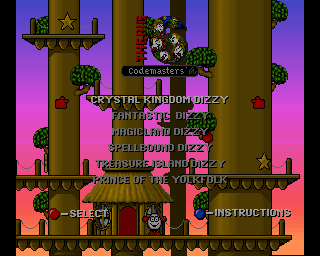 Codemasters
CRYSTAL KINGDOM DIZZY
FANTASTIC DIZZY
MAGICLAND DIZZY
SPELLBOUND DIZZY
TREASURE ISLAND DIZZY
PRINCE OF THE YOLKFOLK
-SELECT
-INSTRUCTIONS